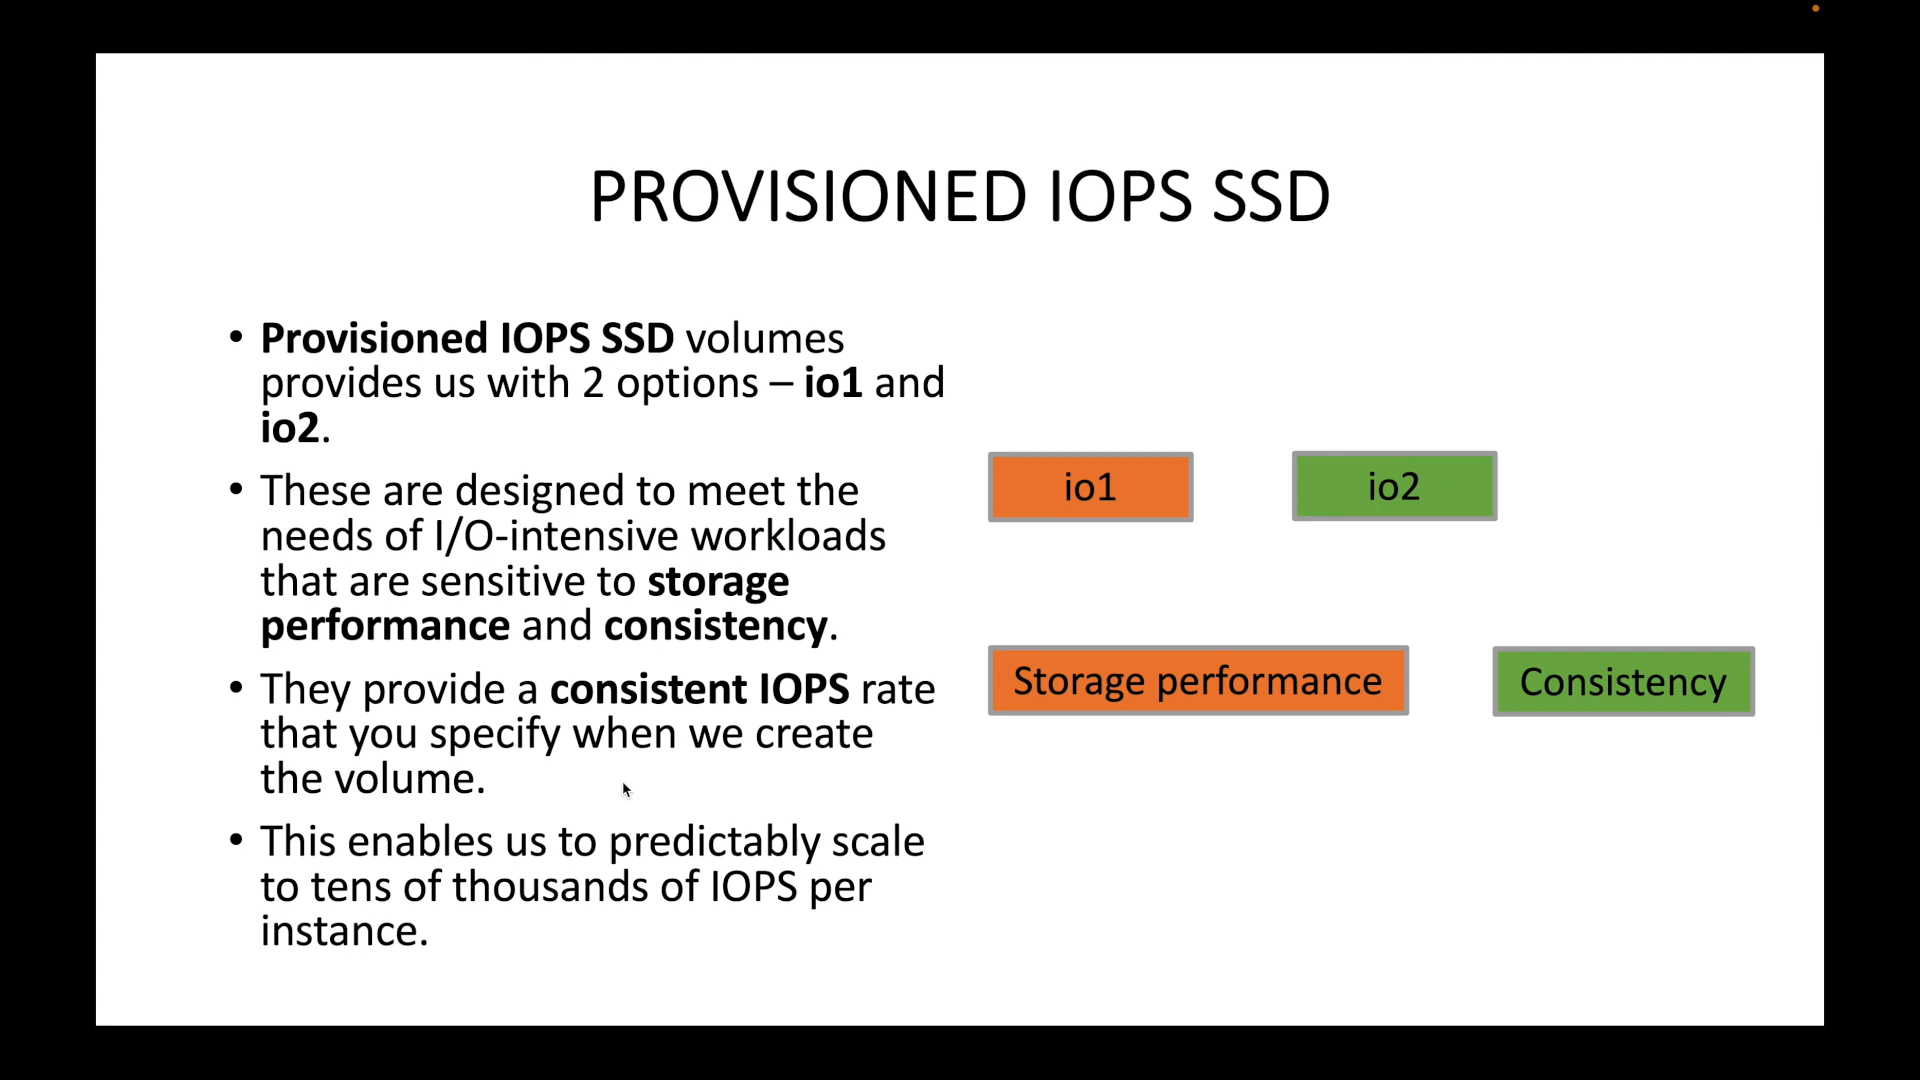 PROVISIONED IOPS SSD
• Provisioned IOPS SSD volumes
provides us with 2 options – io1 and
io2.
• These are designed to meet the
needs of I/O-intensive workloads
that are sensitive to storage
performance and consistency.
• They provide a consistent IOPS rate
that you specify when we create
the volume.
• This enables us to predictably scale
to tens of thousands of IOPS per
instance.
io1
io2
Storage performance
Consistency